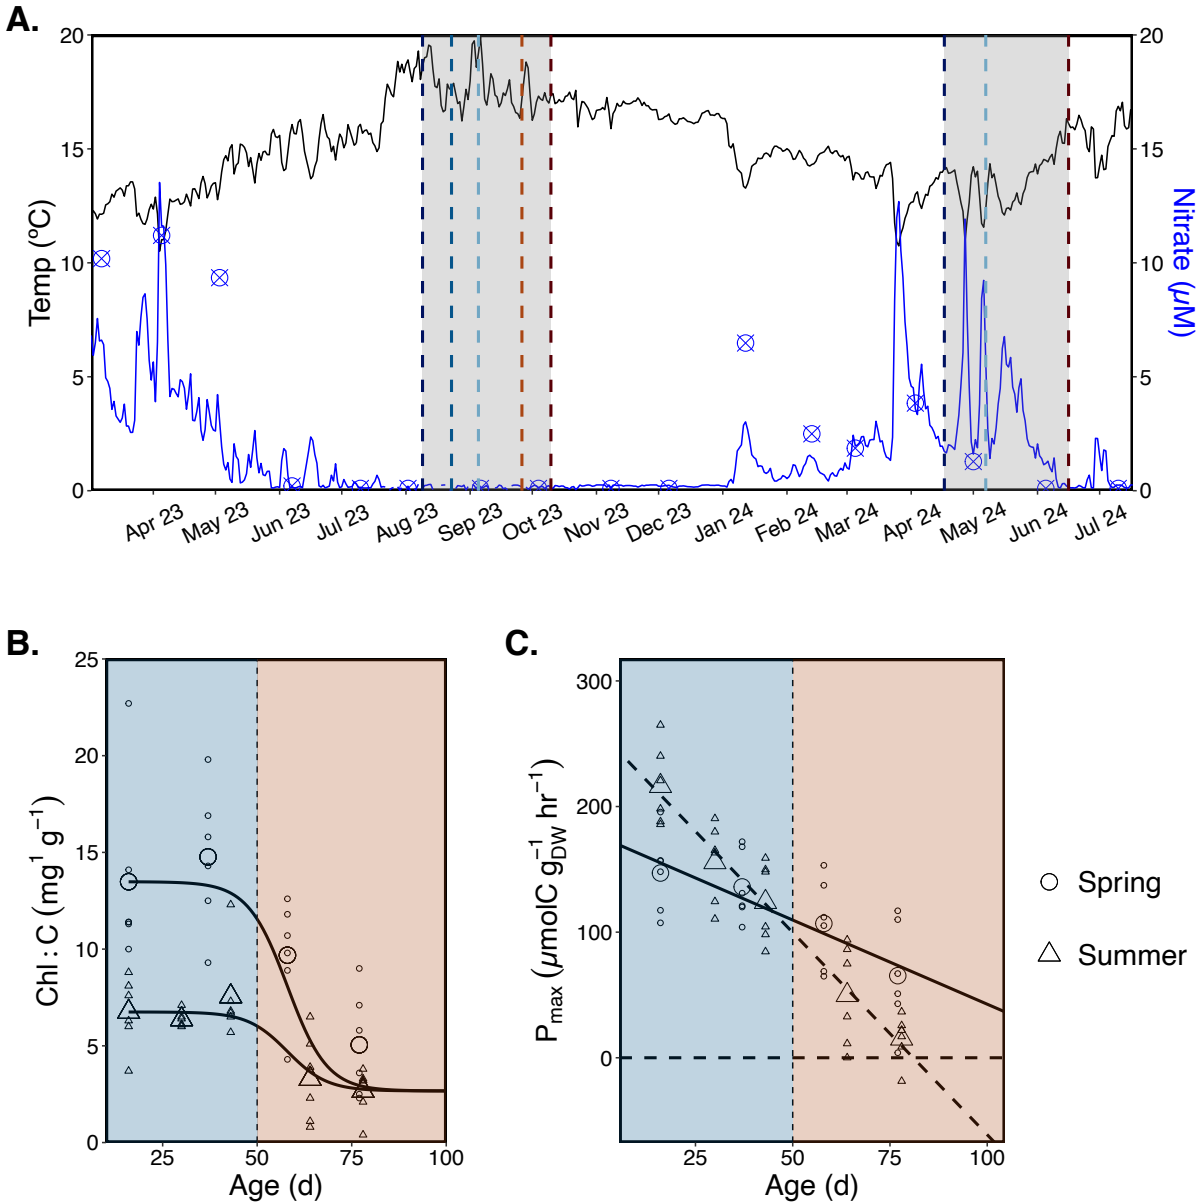 A.
20
15
10
5
0
Temp (ºC)
20
15
10
5
0
Nitrate (µM)
Apr 23
May 23
Jun 23
Jul 23
Aug 23
Sep 23
Oct 23
Nov 23
Dec 23
Jan 24
Feb 24
Mar 24
Apr 24
May 24
Jun 24
Jul 24
B.
25
20
15
10
5
0
Chl : C (mg¹ g⁻¹)
25
50
75
100
Age (d)
C.
300
200
100
0
Pmax (µmolC g⁻¹DW hr⁻¹)
25
50
75
100
Age (d)
Spring
Summer